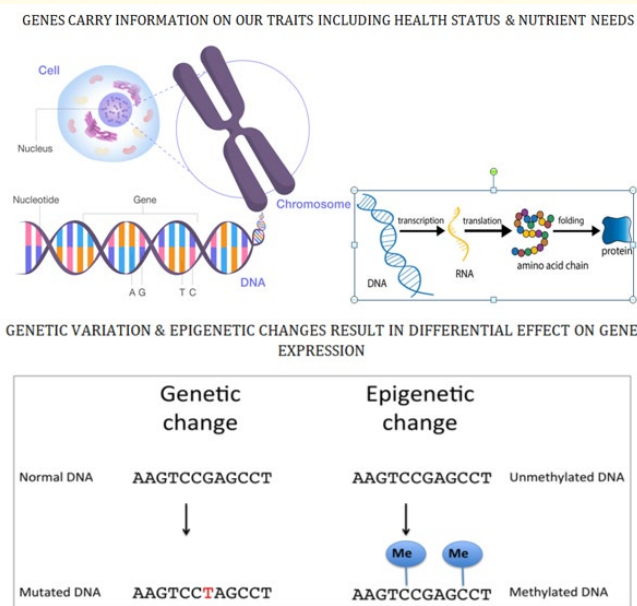 GENES CARRY INFORMATION ON OUR TRAITS INCLUDING HEALTH STATUS & NUTRIENT NEEDS
Cell
Nucleus
Chromosome
Nucleotide
Gene
DNA
A G
T C
transcription
translation
folding
DNA
RNA
amino acid chain
protein
GENETIC VARIATION & EPIGENETIC CHANGES RESULT IN DIFFERENTIAL EFFECT ON GENE
EXPRESSION
Genetic
change
Epigenetic
change
Normal DNA
AAGTCCGAGCCT
AAGTCCGAGCCT
Unmethylated DNA
Me
Me
Mutated DNA
AAGTCCTAGCCT
AAGTCCGAGCCT
Methylated DNA